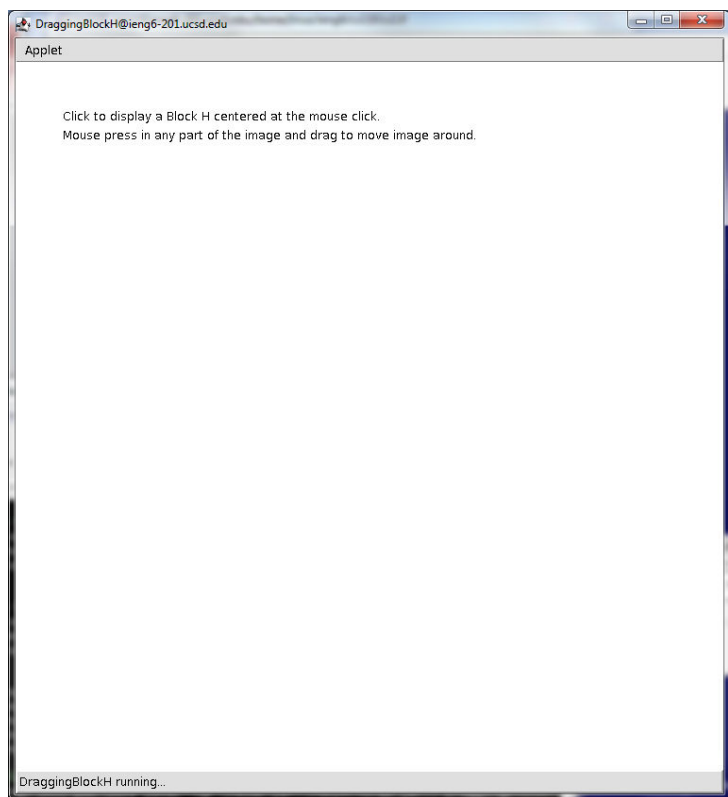 DraggingBlockH@ieng6-201.ucsd.edu
Applet
Click to display a Block H centered at the mouse click.
Mouse press in any part of the image and drag to move image around.
DraggingBlockH running...